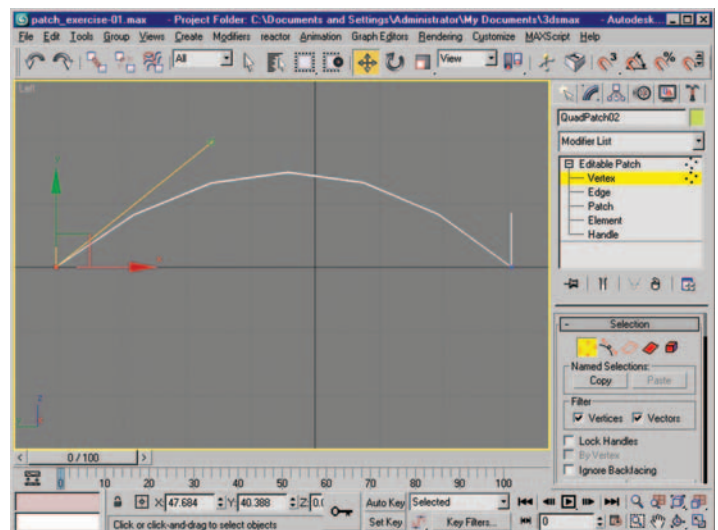 patch_exercise-01.max - Project Folder: C:\Documents and Settings\Administrator\My Documents\3dsmax - Autodesk...
File Edit Tools Group Views Create Modifiers reactor Animation Graph Editors Rendering Customize MAXScript Help
All View
Left
QuadPatch02
Modifier List
Editable Patch
Vertex
Edge
Patch
Element
Handle
- Selection
Named Selections:
Copy Paste
Filter
Vertices Vectors
Lock Handles
By Vertex
Ignore Backfacing
< 0 / 100 >
0 10 20 30 40 50 60 70 80 90 100
X: 47.684 Y: 40.388 Z: 0.0 Auto Key Selected
Click or click-and-drag to select objects Set Key Key Filters... 0